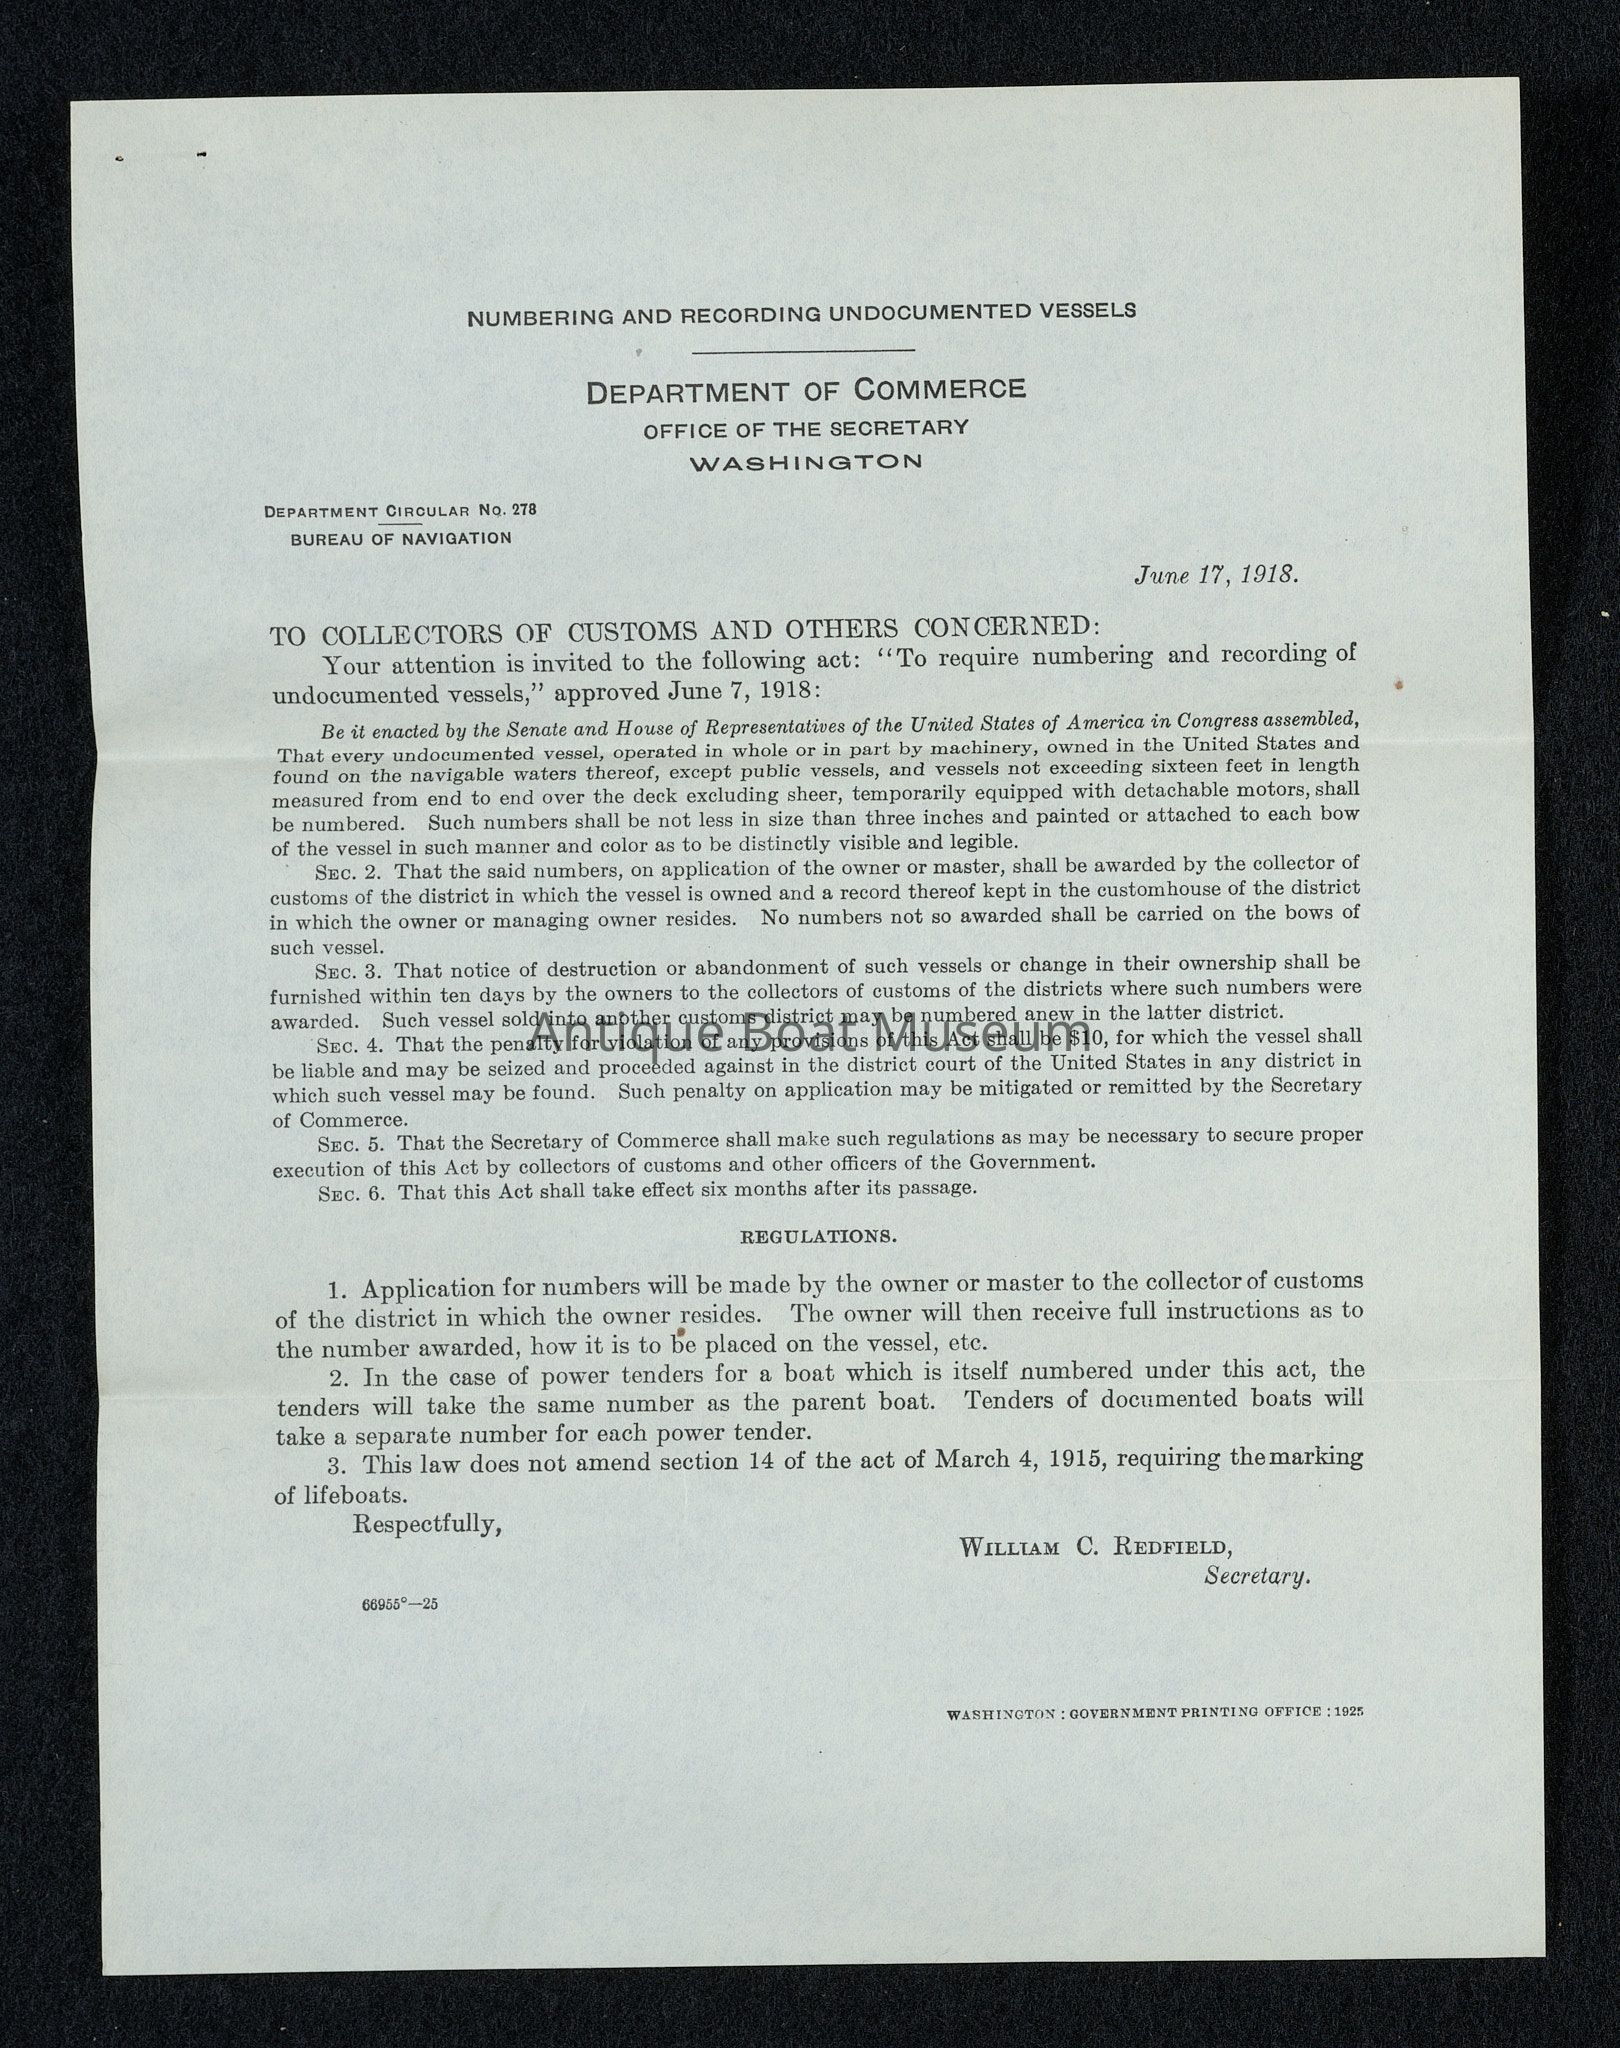 NUMBERING AND RECORDING UNDOCUMENTED VESSELS
DEPARTMENT OF COMMERCE
OFFICE OF THE SECRETARY
WASHINGTON
DEPARTMENT CIRCULAR No. 278
BUREAU OF NAVIGATION
June 17, 1918.
TO COLLECTORS OF CUSTOMS AND OTHERS CONCERNED:
Your attention is invited to the following act: “To require numbering and recording of
undocumented vessels,” approved June 7, 1918:
Be it enacted by the Senate and House of Representatives of the United States of America in Congress assembled,
That every undocumented vessel, operated in whole or in part by machinery, owned in the United States and
found on the navigable waters thereof, except public vessels, and vessels not exceeding sixteen feet in length
measured from end to end over the deck excluding sheer, temporarily equipped with detachable motors, shall
be numbered. Such numbers shall be not less in size than three inches and painted or attached to each bow
of the vessel in such manner and color as to be distinctly visible and legible.
SEC. 2. That the said numbers, on application of the owner or master, shall be awarded by the collector of
customs of the district in which the vessel is owned and a record thereof kept in the customhouse of the district
in which the owner or managing owner resides. No numbers not so awarded shall be carried on the bows of
such vessel.
SEC. 3. That notice of destruction or abandonment of such vessels or change in their ownership shall be
furnished within ten days by the owners to the collectors of customs of the districts where such numbers were
awarded. Such vessel sold into another customs district may be numbered anew in the latter district.
Antique Boat Museum
SEC. 4. That the penalty for violation of any provisions of this Act shall be $10, for which the vessel shall
be liable and may be seized and proceeded against in the district court of the United States in any district in
which such vessel may be found. Such penalty on application may be mitigated or remitted by the Secretary
of Commerce.
SEC. 5. That the Secretary of Commerce shall make such regulations as may be necessary to secure proper
execution of this Act by collectors of customs and other officers of the Government.
SEC. 6. That this Act shall take effect six months after its passage.
REGULATIONS.
1. Application for numbers will be made by the owner or master to the collector of customs
of the district in which the owner resides. The owner will then receive full instructions as to
the number awarded, how it is to be placed on the vessel, etc.
2. In the case of power tenders for a boat which is itself numbered under this act, the
tenders will take the same number as the parent boat. Tenders of documented boats will
take a separate number for each power tender.
3. This law does not amend section 14 of the act of March 4, 1915, requiring the marking
of lifeboats.
Respectfully,
WILLIAM C. REDFIELD,
Secretary.
66955°—25
WASHINGTON : GOVERNMENT PRINTING OFFICE : 1925